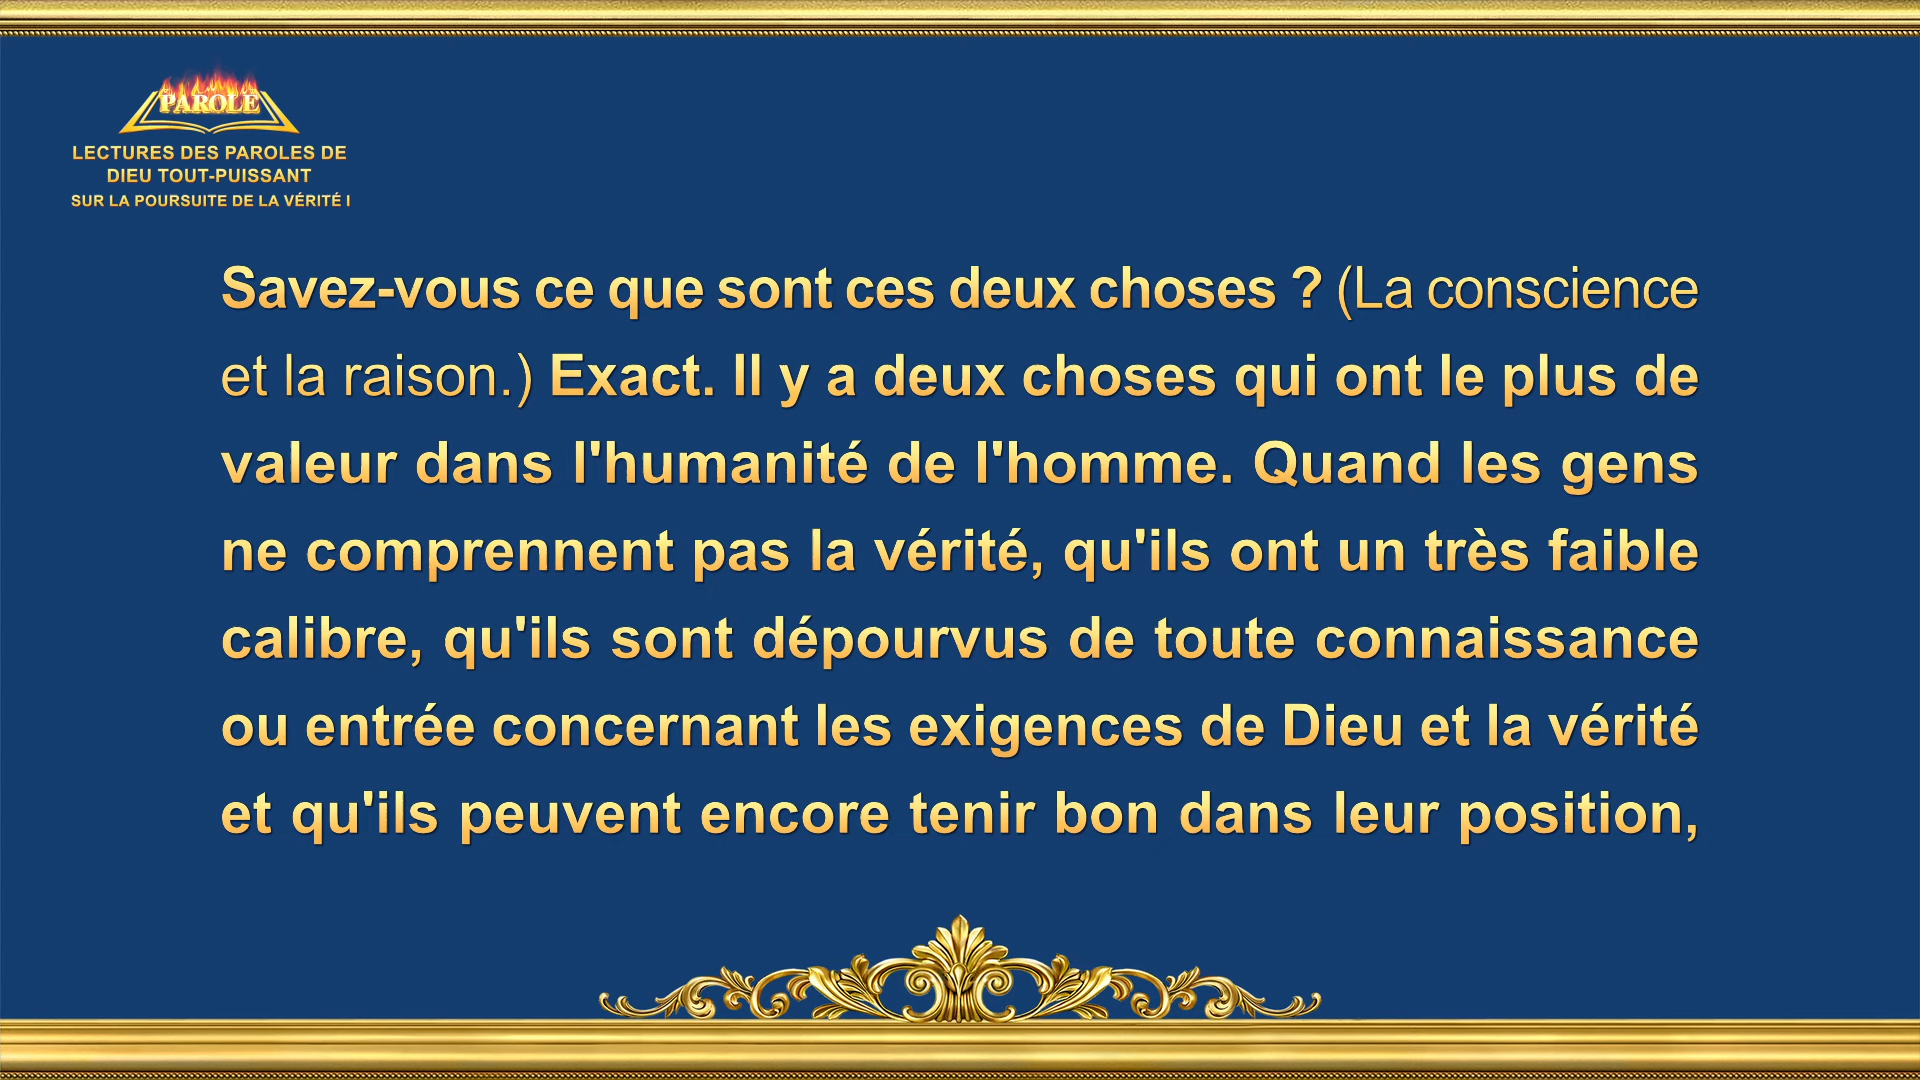 PAROLE
LECTURES DES PAROLES DE
DIEU TOUT-PUISSANT
SUR LA POURSUITE DE LA VÉRITÉ I
Savez-vous ce que sont ces deux choses ? (La conscience
et la raison.) Exact. Il y a deux choses qui ont le plus de
valeur dans l'humanité de l'homme. Quand les gens
ne comprennent pas la vérité, qu'ils ont un très faible
calibre, qu'ils sont dépourvus de toute connaissance
ou entrée concernant les exigences de Dieu et la vérité
et qu'ils peuvent encore tenir bon dans leur position,